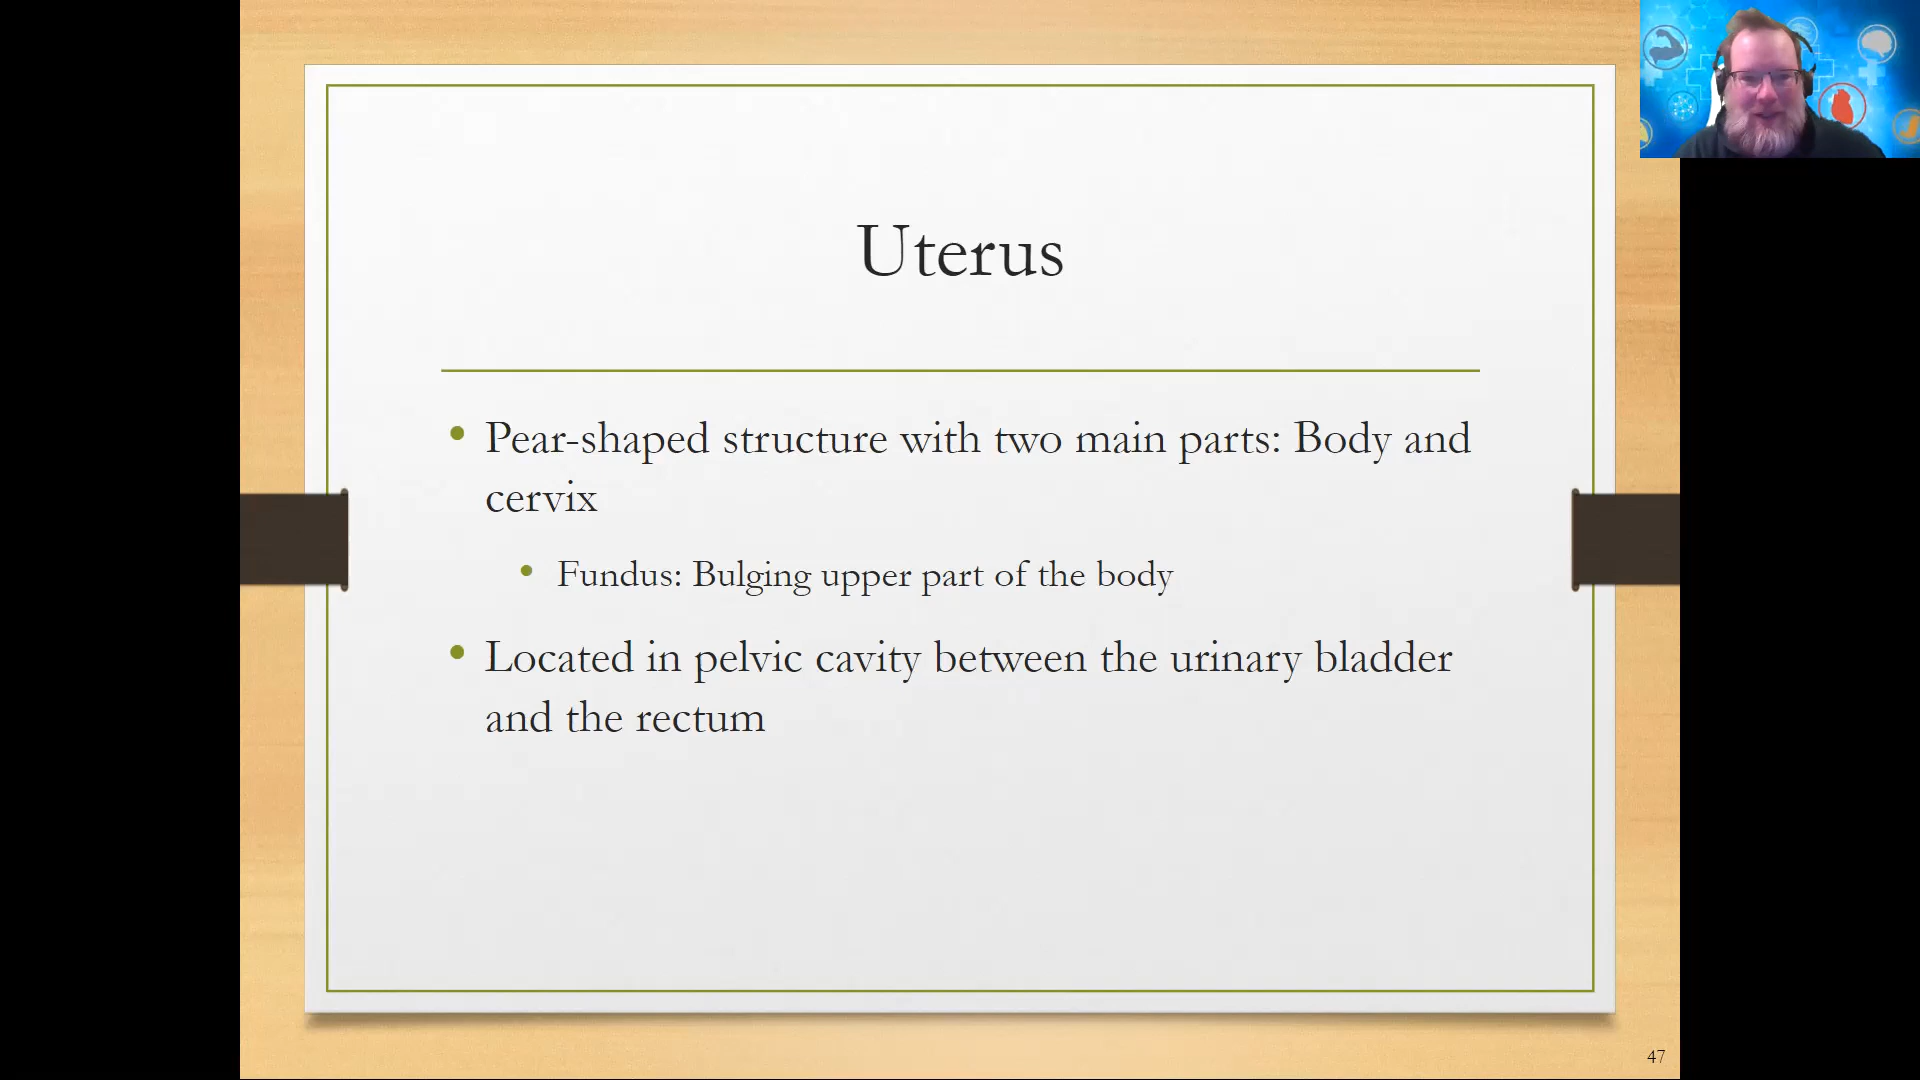 Uterus
Pear-shaped structure with two main parts: Body and
cervix
Fundus: Bulging upper part of the body
Located in pelvic cavity between the urinary bladder
and the rectum
47